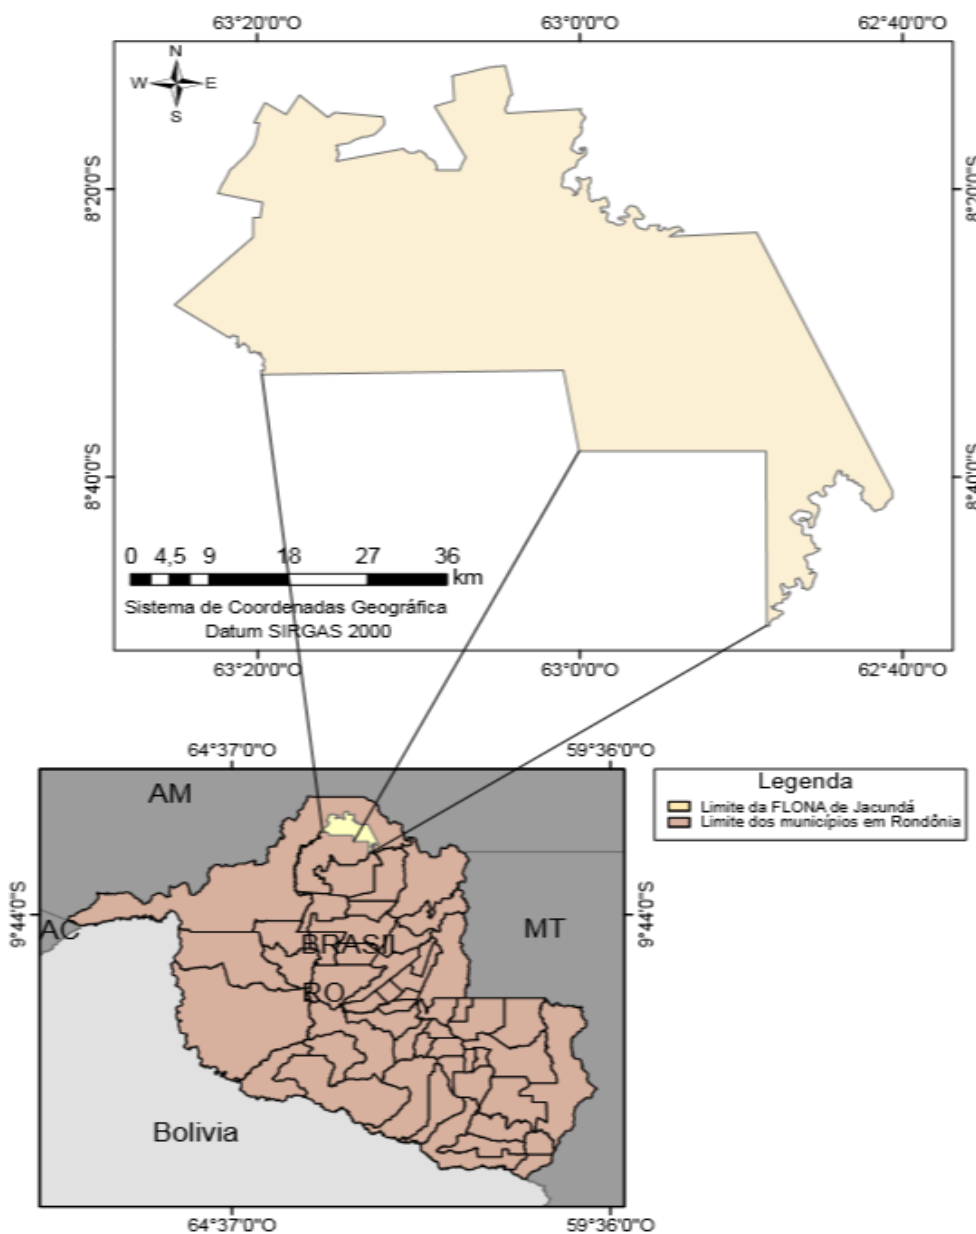 63°20'0"O 63°00'0"O 62°40'0"O
N
W E
S
8°20'0"S 8°20'0"S
8°40'0"S 8°40'0"S
0 4,5 9 18 27 36
km
Sistema de Coordenadas Geográfica
Datum SIRGAS 2000
63°20'0"O 63°00'0"O 62°40'0"O
64°37'0"O 59°36'0"O
AM
Legenda
Limite da FLONA de Jacundá
Limite dos municípios em Rondônia
9°44'0"S 9°44'0"S
AC MT
BRASIL
RO
Bolivia
64°37'0"O 59°36'0"O